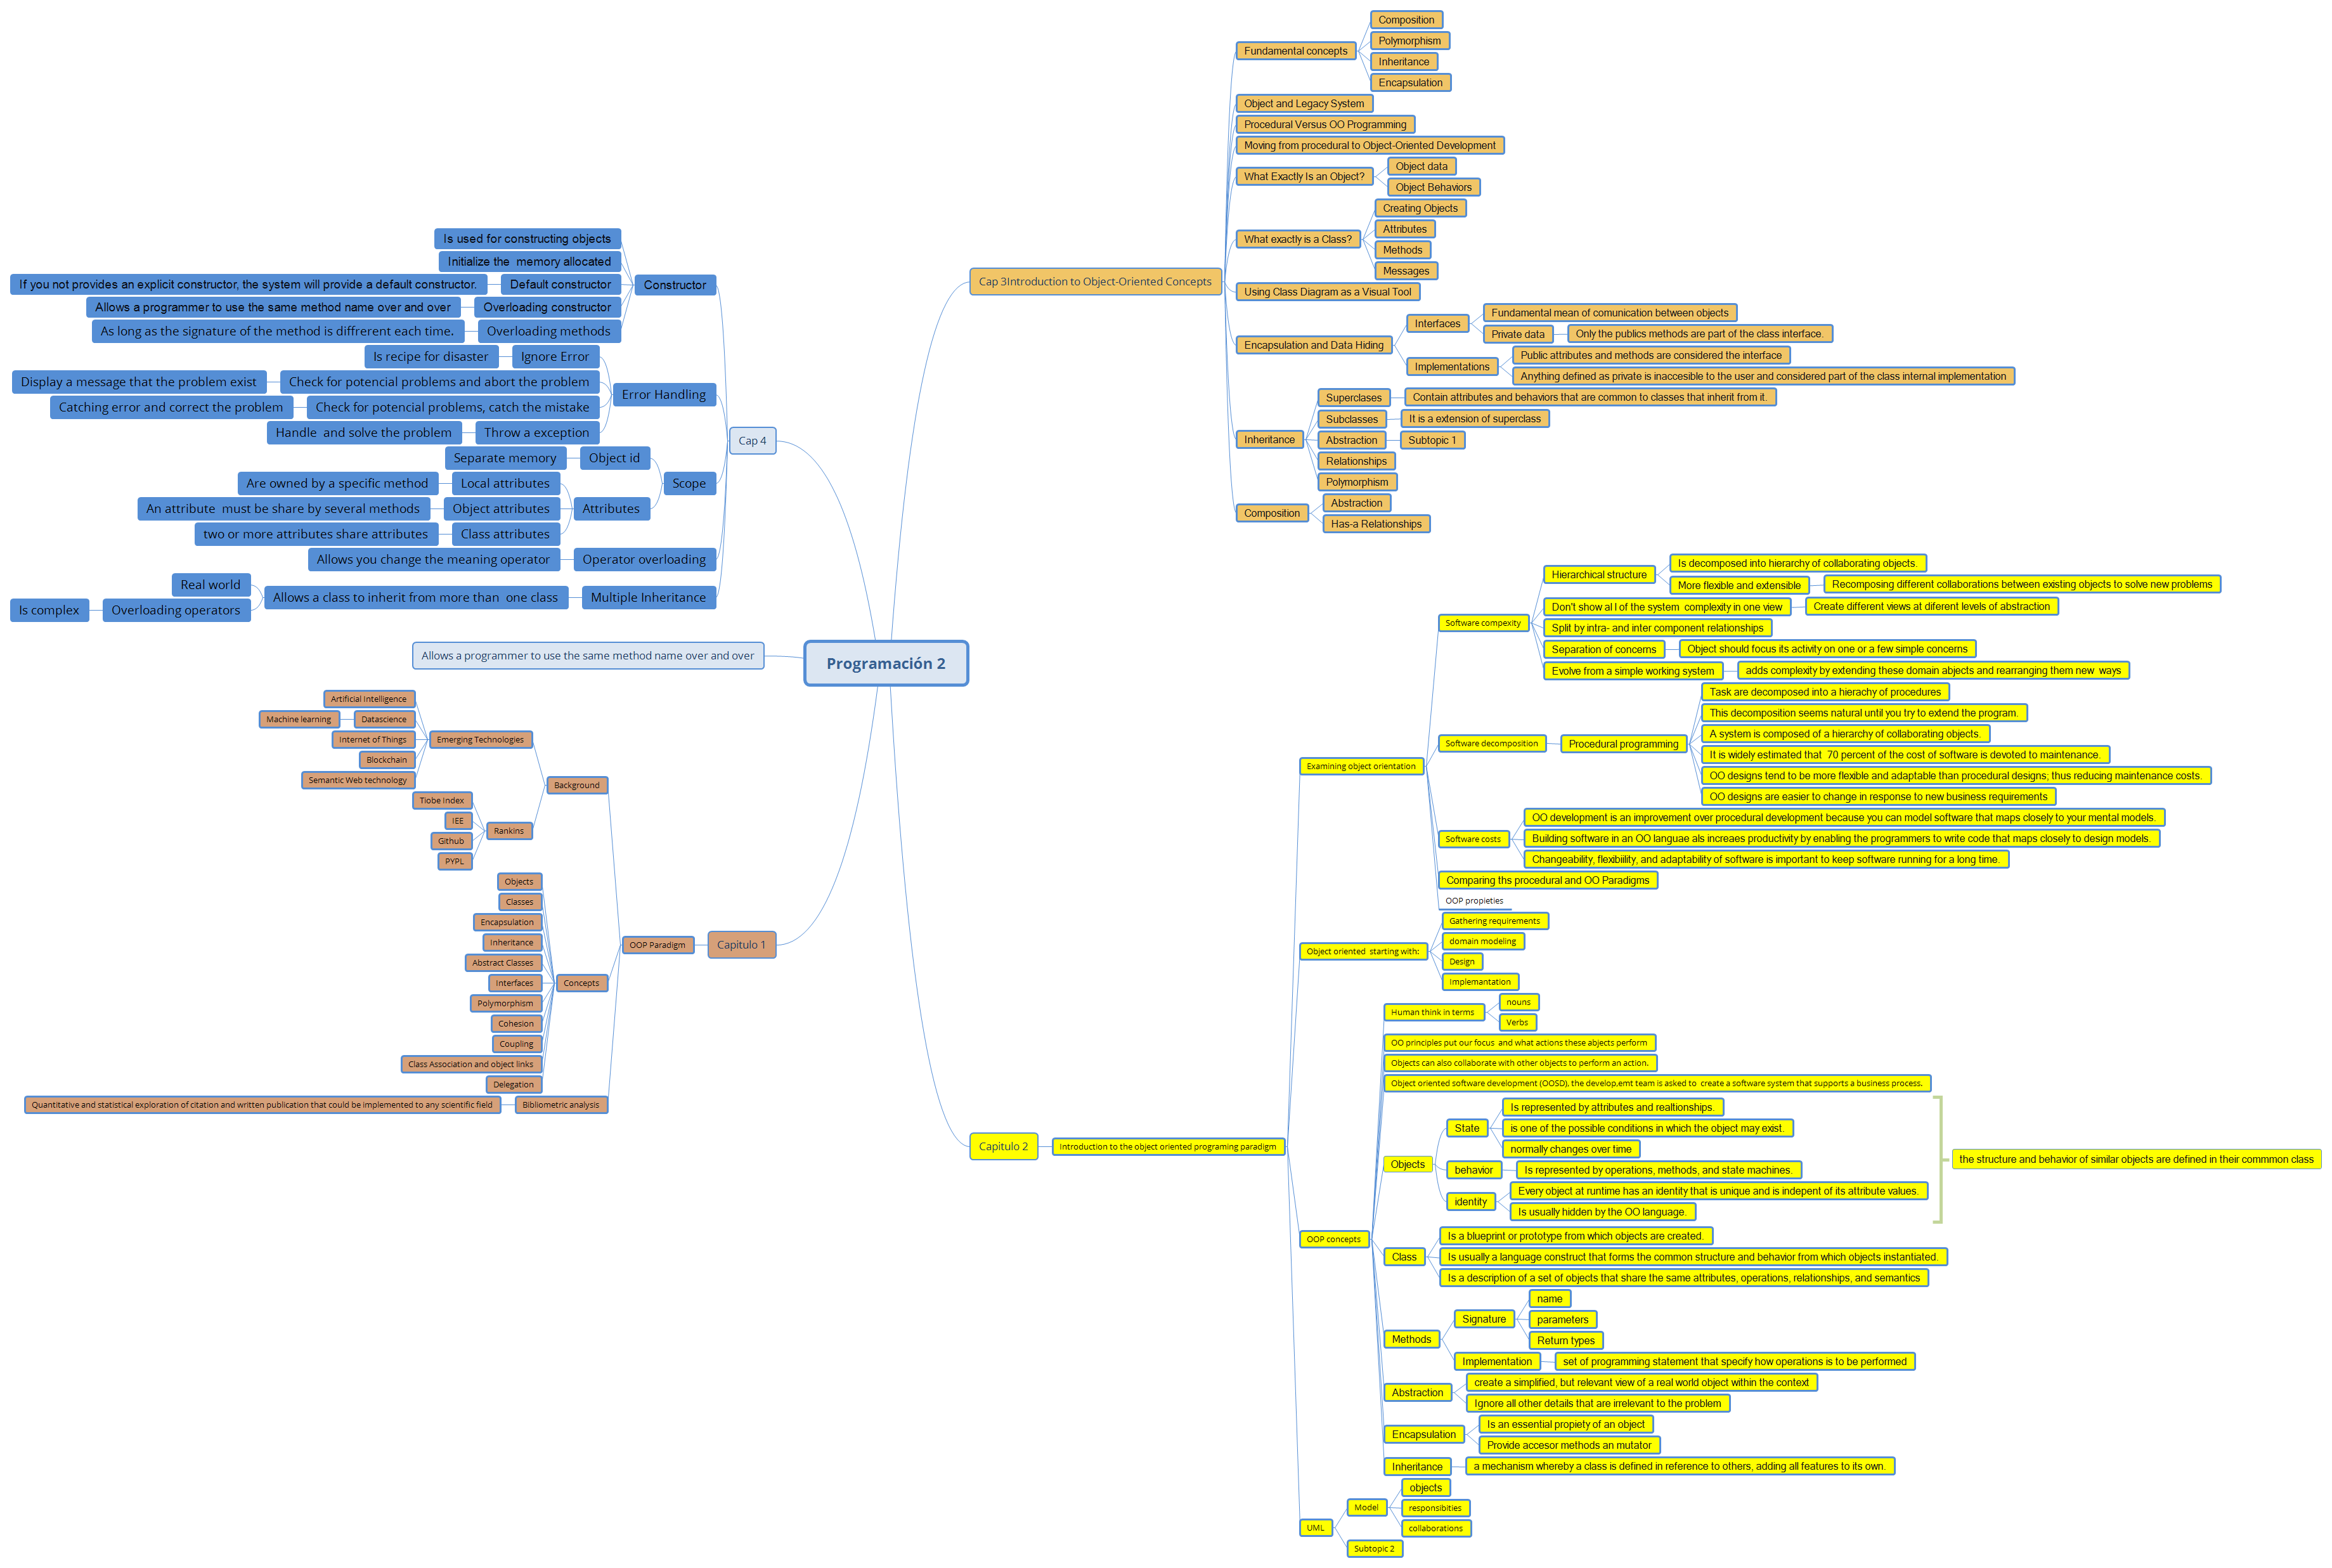 Programación 2
Cap 3Introduction to Object-Oriented Concepts
Fundamental concepts
Composition
Polymorphism
Inheritance
Encapsulation
Object and Legacy System
Procedural Versus OO Programming
Moving from procedural to Object-Oriented Development
What Exactly Is an Object?
Object data
Object Behaviors
What exactly is a Class?
Creating Objects
Attributes
Methods
Messages
Using Class Diagram as a Visual Tool
Encapsulation and Data Hiding
Interfaces
Fundamental mean of comunication between objects
Private data
Only the publics methods are part of the class interface.
Implementations
Public attributes and methods are considered the interface
Anything defined as private is inaccesible to the user and considered part of the class internal implementation
Inheritance
Superclases
Contain attributes and behaviors that are common to classes that inherit from it.
Subclasses
It is a extension of superclass
Abstraction
Subtopic 1
Relationships
Polymorphism
Composition
Abstraction
Has-a Relationships
Capitulo 2
Introduction to the object oriented programing paradigm
Examining object orientation
Software compexity
Hierarchical structure
Is decomposed into hierarchy of collaborating objects.
More flexible and extensible
Recomposing different collaborations between existing objects to solve new problems
Don't show al l of the system  complexity in one view
Create different views at diferent levels of abstraction
Split by intra- and inter component relationships
Separation of concerns
Object should focus its activity on one or a few simple concerns
Evolve from a simple working system
adds complexity by extending these domain abjects and rearranging them new  ways
Software decomposition
Procedural programming
Task are decomposed into a hierachy of procedures
This decomposition seems natural until you try to extend the program.
A system is composed of a hierarchy of collaborating objects.
It is widely estimated that  70 percent of the cost of software is devoted to maintenance.
OO designs tend to be more flexible and adaptable than procedural designs; thus reducing maintenance costs.
OO designs are easier to change in response to new business requirements
Software costs
OO development is an improvement over procedural development because you can model software that maps closely to your mental models.
Building software in an OO languae als increaes productivity by enabling the programmers to write code that maps closely to design models.
Changeability, flexibiility, and adaptability of software is important to keep software running for a long time.
Comparing ths procedural and OO Paradigms
OOP propieties
Object oriented  starting with:
Gathering requirements
domain modeling
Design
Implemantation
OOP concepts
Human think in terms
nouns
Verbs
OO principles put our focus  and what actions these abjects perform
Objects can also collaborate with other objects to perform an action.
Object oriented software development (OOSD), the develop,emt team is asked to  create a software system that supports a business process.
Objects
State
Is represented by attributes and realtionships.
is one of the possible conditions in which the object may exist.
normally changes over time
behavior
Is represented by operations, methods, and state machines.
identity
Every object at runtime has an identity that is unique and is indepent of its attribute values.
Is usually hidden by the OO language.
the structure and behavior of similar objects are defined in their commmon class
Class
Is a blueprint or prototype from which objects are created.
Is usually a language construct that forms the common structure and behavior from which objects instantiated.
Is a description of a set of objects that share the same attributes, operations, relationships, and semantics
Methods
Signature
name
parameters
Return types
Implementation
set of programming statement that specify how operations is to be performed
Abstraction
create a simplified, but relevant view of a real world object within the context
Ignore all other details that are irrelevant to the problem
Encapsulation
Is an essential propiety of an object
Provide accesor methods an mutator
Inheritance
a mechanism whereby a class is defined in reference to others, adding all features to its own.
UML
Model
objects
responsibities
collaborations
Subtopic 2
Cap 4
Constructor
Is used for constructing objects
Initialize the  memory allocated
Default constructor
If you not provides an explicit constructor, the system will provide a default constructor.
Overloading constructor
Allows a programmer to use the same method name over and over
Overloading methods
As long as the signature of the method is different each time.
Error Handling
Ignore Error
Is recipe for disaster
Check for potencial problems and abort the problem
Display a message that the problem exist
Check for potencial problems, catch the mistake
Catching error and correct the problem
Throw a exception
Handle  and solve the problem
Scope
Object id
Separate memory
Attributes
Local attributes
Are owned by a specific method
Object attributes
An attribute  must be share by several methods
Class attributes
two or more attributes share attributes
Operator overloading
Allows you change the meaning operator
Multiple Inheritance
Allows a class to inherit from more than  one class
Real world
Overloading operators
Is complex
Allows a programmer to use the same method name over and over
Capitulo 1
OOP Paradigm
Background
Emerging Technologies
Artificial Intelligence
Datascience
Machine learning
Internet of Things
Blockchain
Semantic Web technology
Rankins
Tiobe Index
IEE
Github
PYPL
Concepts
Objects
Classes
Encapsulation
Inheritance
Abstract Classes
Interfaces
Polymorphism
Cohesion
Coupling
Class Association and object links
Delegation
Bibliometric analysis
Quantitative and statistical exploration of citation and written publication that could be implemented to any scientific field